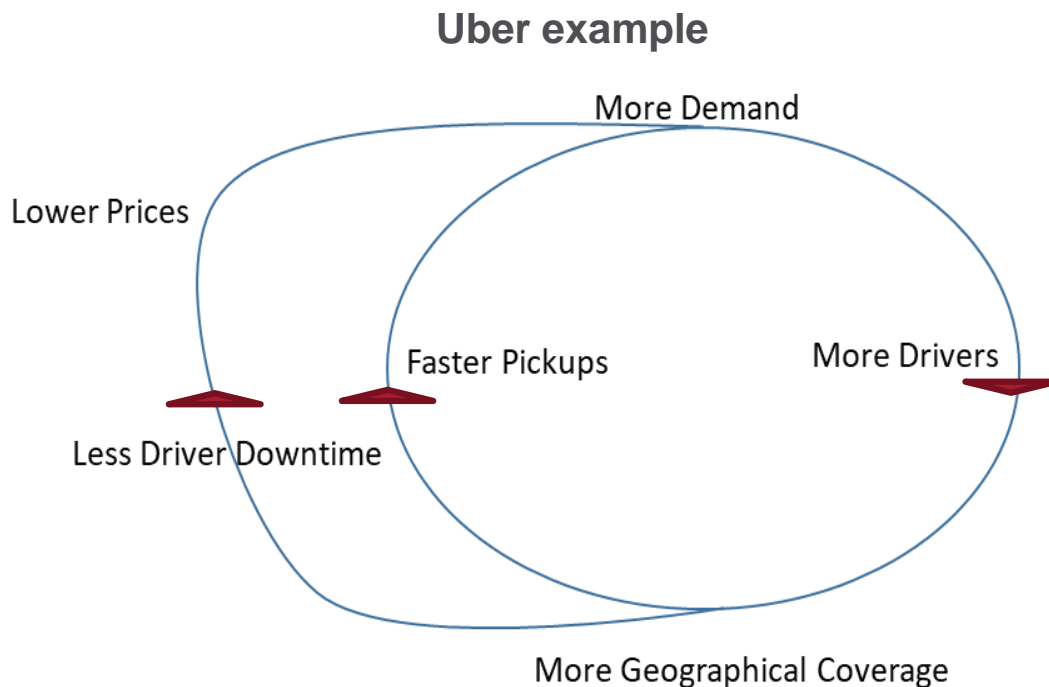 Uber example
More Demand
Lower Prices
Faster Pickups
More Drivers
Less Driver Downtime
More Geographical Coverage